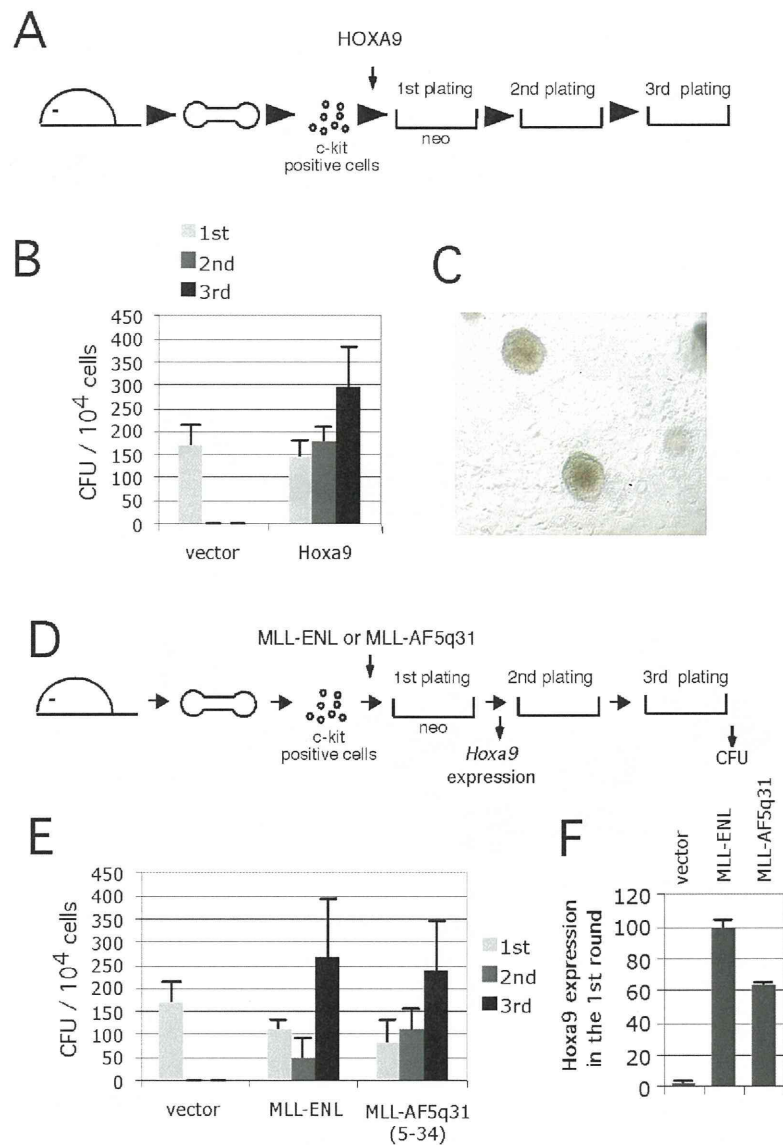 A
HOXA9
1st plating
2nd plating
3rd plating
c-kit
positive cells
neo
B
1st
2nd
3rd
C
CFU / 10⁴ cells
450
400
350
300
250
200
150
100
50
0
vector
Hoxa9
D
MLL-ENL or MLL-AF5q31
1st plating
2nd plating
3rd plating
c-kit
positive cells
neo
Hoxa9
expression
CFU
E
CFU / 10⁴ cells
450
400
350
300
250
200
150
100
50
0
vector
MLL-ENL
MLL-AF5q31
(5-34)
1st
2nd
3rd
F
vector
MLL-ENL
MLL-AF5q31
Hoxa9 expression
in the 1st round
120
100
80
60
40
20
0